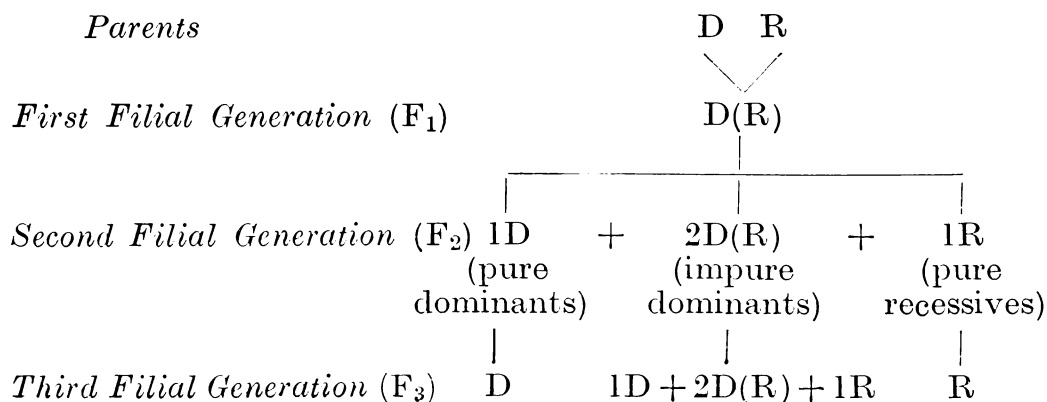 Parents D R
First Filial Generation (F₁) D(R)
Second Filial Generation (F₂) 1D + 2D(R) + 1R
(pure (impure (pure
dominants) dominants) recessives)
Third Filial Generation (F₃) D 1D + 2D(R) + 1R R